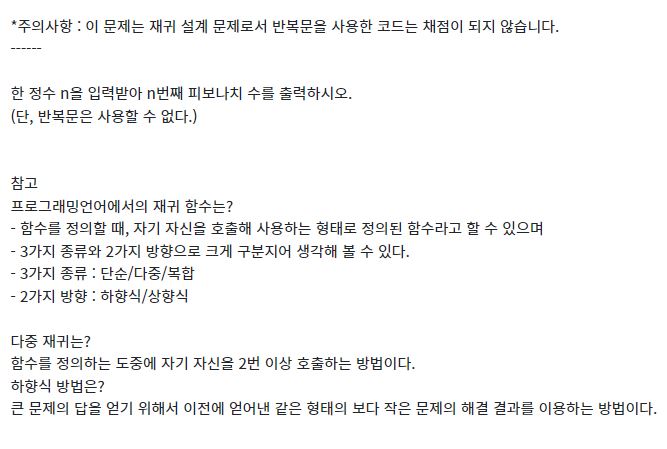 *주의사항 : 이 문제는 재귀 설계 문제로서 반복문을 사용한 코드는 채점이 되지 않습니다.
------
한 정수 n을 입력받아 n번째 피보나치 수를 출력하시오.
(단, 반복문은 사용할 수 없다.)
참고
프로그래밍언어에서의 재귀 함수는?
- 함수를 정의할 때, 자기 자신을 호출해 사용하는 형태로 정의된 함수라고 할 수 있으며
- 3가지 종류와 2가지 방향으로 크게 구분지어 생각해 볼 수 있다.
- 3가지 종류 : 단순/다중/복합
- 2가지 방향 : 하향식/상향식
다중 재귀는?
함수를 정의하는 도중에 자기 자신을 2번 이상 호출하는 방법이다.
하향식 방법은?
큰 문제의 답을 얻기 위해서 이전에 얻어낸 같은 형태의 보다 작은 문제의 해결 결과를 이용하는 방법이다.